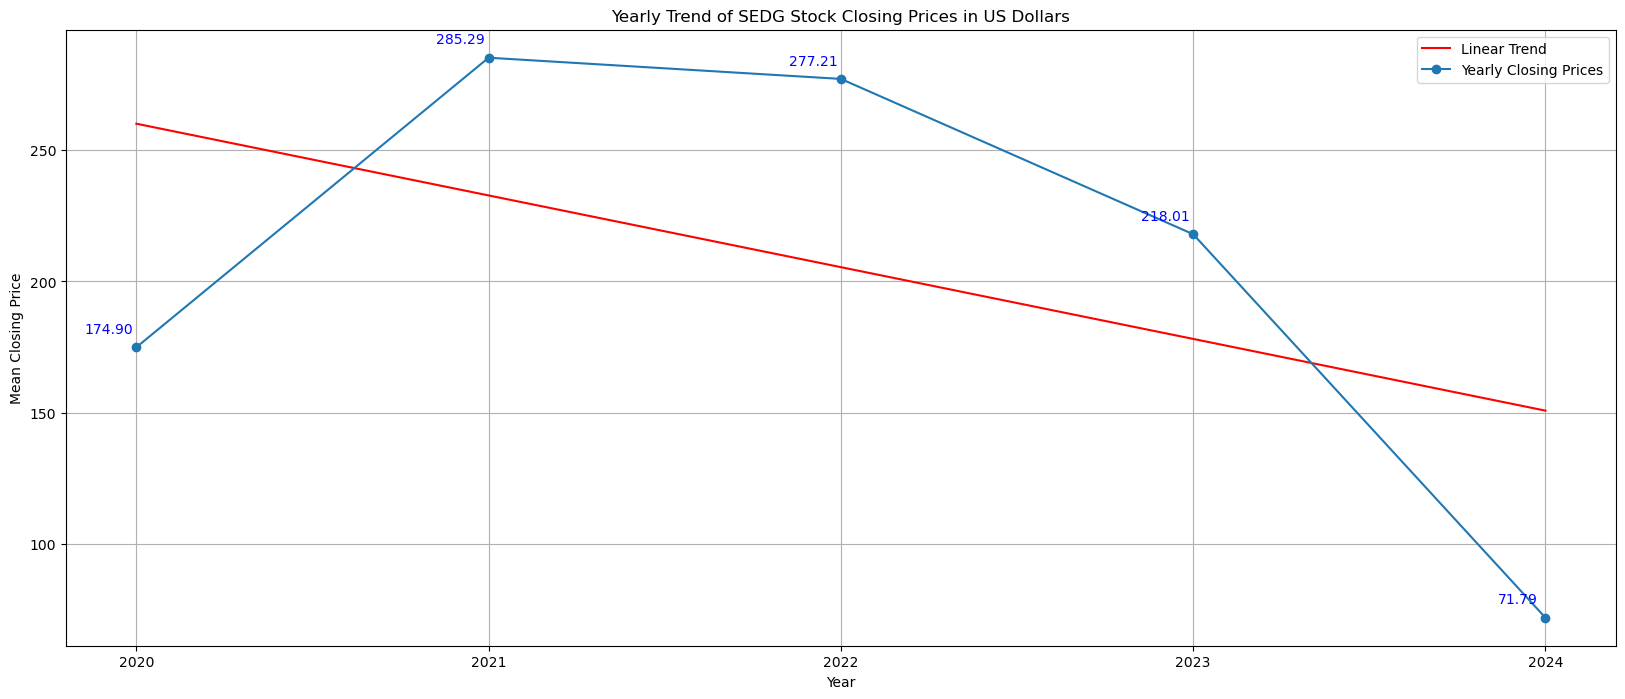 Yearly Trend of SEDG Stock Closing Prices in US Dollars
Linear Trend
Yearly Closing Prices
Mean Closing Price
250
200
150
100
174.90
285.29
277.21
218.01
71.79
2020
2021
2022
2023
2024
Year